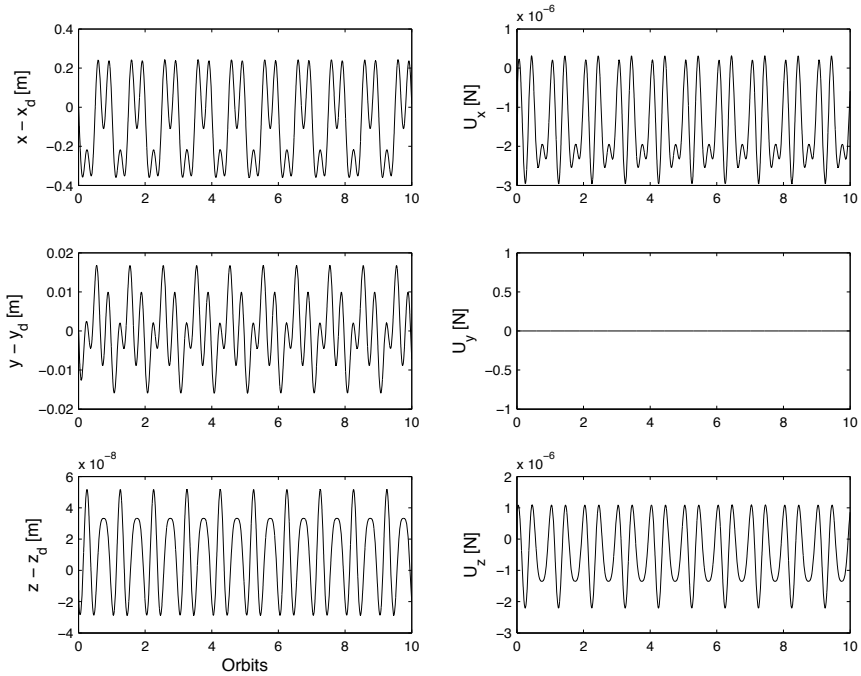 0.4
0.2
0
−0.2
−0.4
x − x_d [m]
0 2 4 6 8 10
x 10^−6
1
0
−1
−2
−3
U_x [N]
0 2 4 6 8 10
0.02
0.01
0
−0.01
−0.02
y − y_d [m]
0 2 4 6 8 10
1
0.5
0
−0.5
−1
U_y [N]
0 2 4 6 8 10
x 10^−8
6
4
2
0
−2
−4
z − z_d [m]
0 2 4 6 8 10
Orbits
x 10^−6
2
1
0
−1
−2
−3
U_z [N]
0 2 4 6 8 10